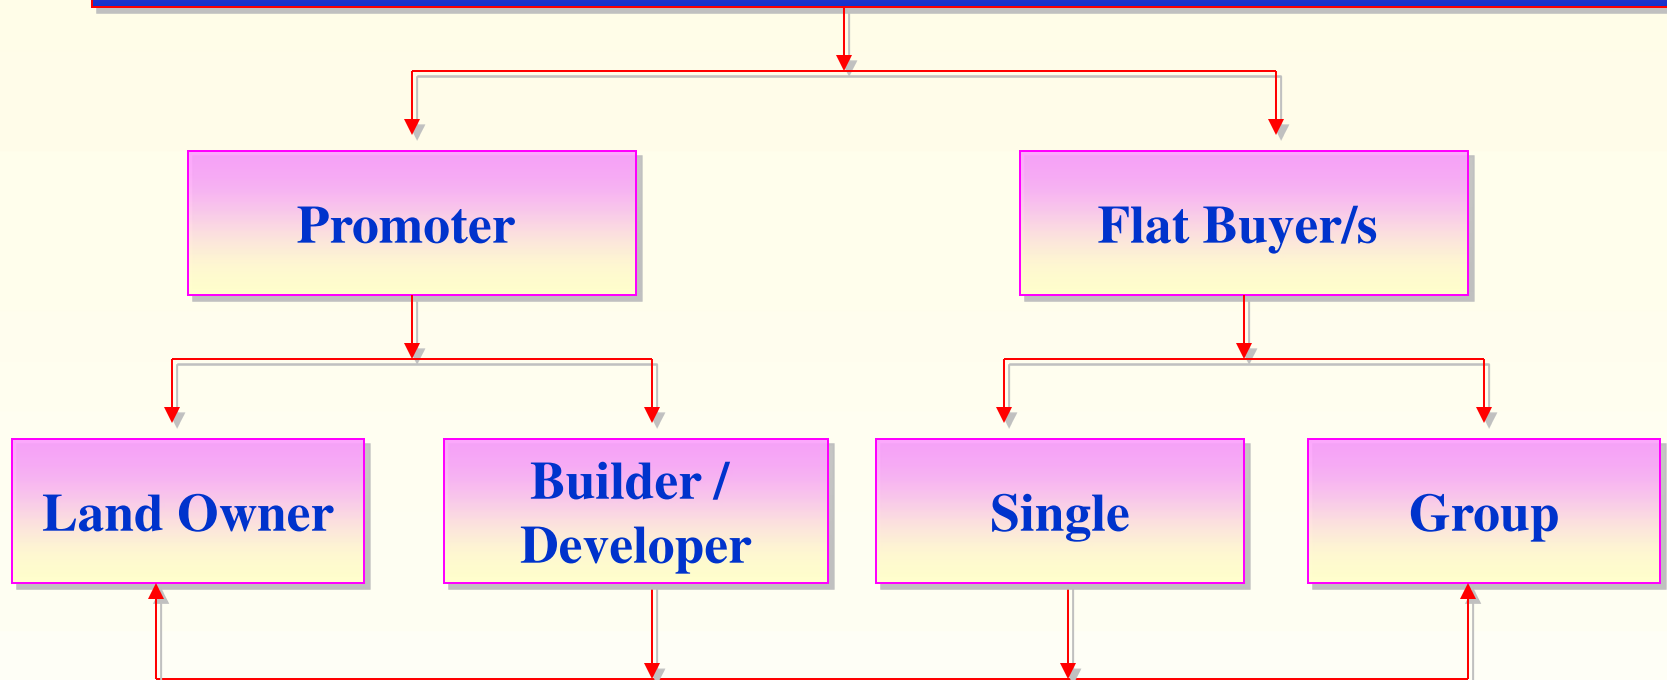 Promoter
Flat Buyer/s
Land Owner
Builder /
Developer
Single
Group